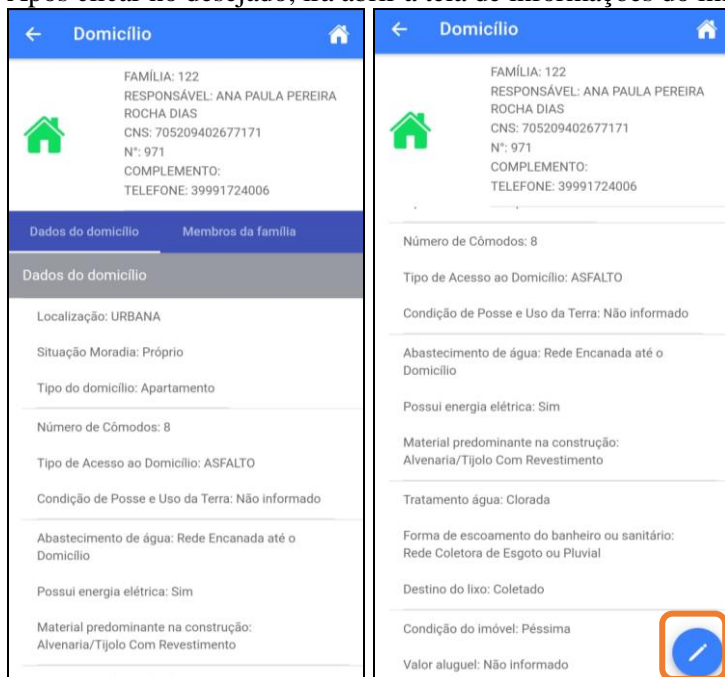 Domicílio
FAMÍLIA: 122
RESPONSÁVEL: ANA PAULA PEREIRA
ROCHA DIAS
CNS: 705209402677171
N°: 971
COMPLEMENTO:
TELEFONE: 39991724006
Dados do domicílio Membros da família
Dados do domicílio
Localização: URBANA
Situação Moradia: Próprio
Tipo do domicílio: Apartamento
Número de Cômodos: 8
Tipo de Acesso ao Domicílio: ASFALTO
Condição de Posse e Uso da Terra: Não informado
Abastecimento de água: Rede Encanada até o
Domicílio
Possui energia elétrica: Sim
Material predominante na construção:
Alvenaria/Tijolo Com Revestimento
Domicílio
FAMÍLIA: 122
RESPONSÁVEL: ANA PAULA PEREIRA
ROCHA DIAS
CNS: 705209402677171
N°: 971
COMPLEMENTO:
TELEFONE: 39991724006
Número de Cômodos: 8
Tipo de Acesso ao Domicílio: ASFALTO
Condição de Posse e Uso da Terra: Não informado
Abastecimento de água: Rede Encanada até o
Domicílio
Possui energia elétrica: Sim
Material predominante na construção:
Alvenaria/Tijolo Com Revestimento
Tratamento água: Clorada
Forma de escoamento do banheiro ou sanitário:
Rede Coletora de Esgoto ou Pluvial
Destino do lixo: Coletado
Condição do imóvel: Péssima
Valor aluguel: Não informado